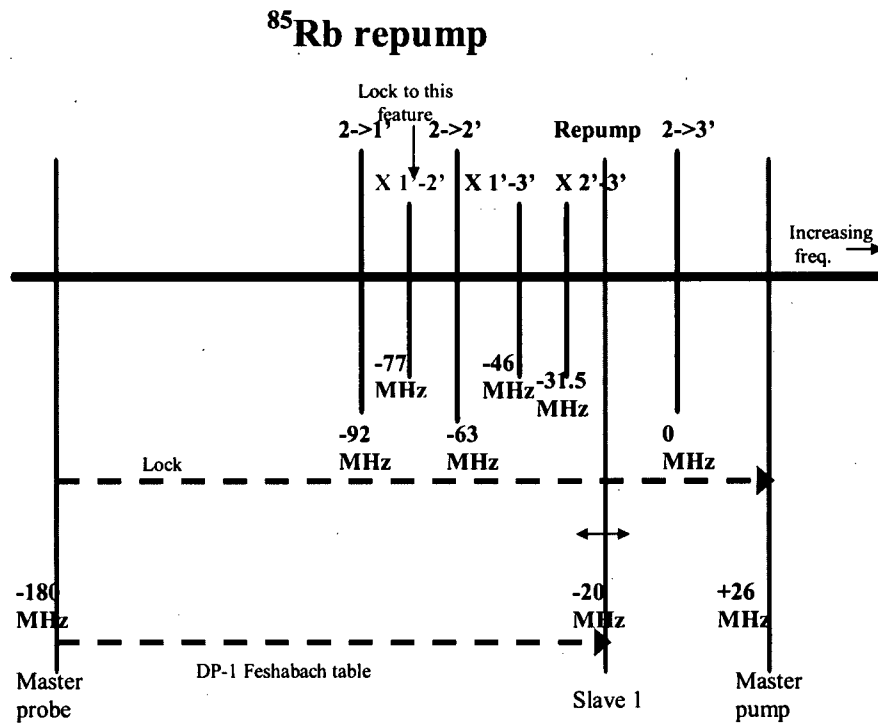 85Rb repump
Lock to this
feature
2->1' 2->2' Repump 2->3'
X 1'-2' X 1'-3' X 2'-3'
Increasing
freq.
-77
MHz
-46
MHz
-31.5
MHz
-92
MHz
-63
MHz
0
MHz
Lock
-180
MHz
-20
MHz
+26
MHz
DP-1 Feshabach table
Master
probe
Slave 1
Master
pump